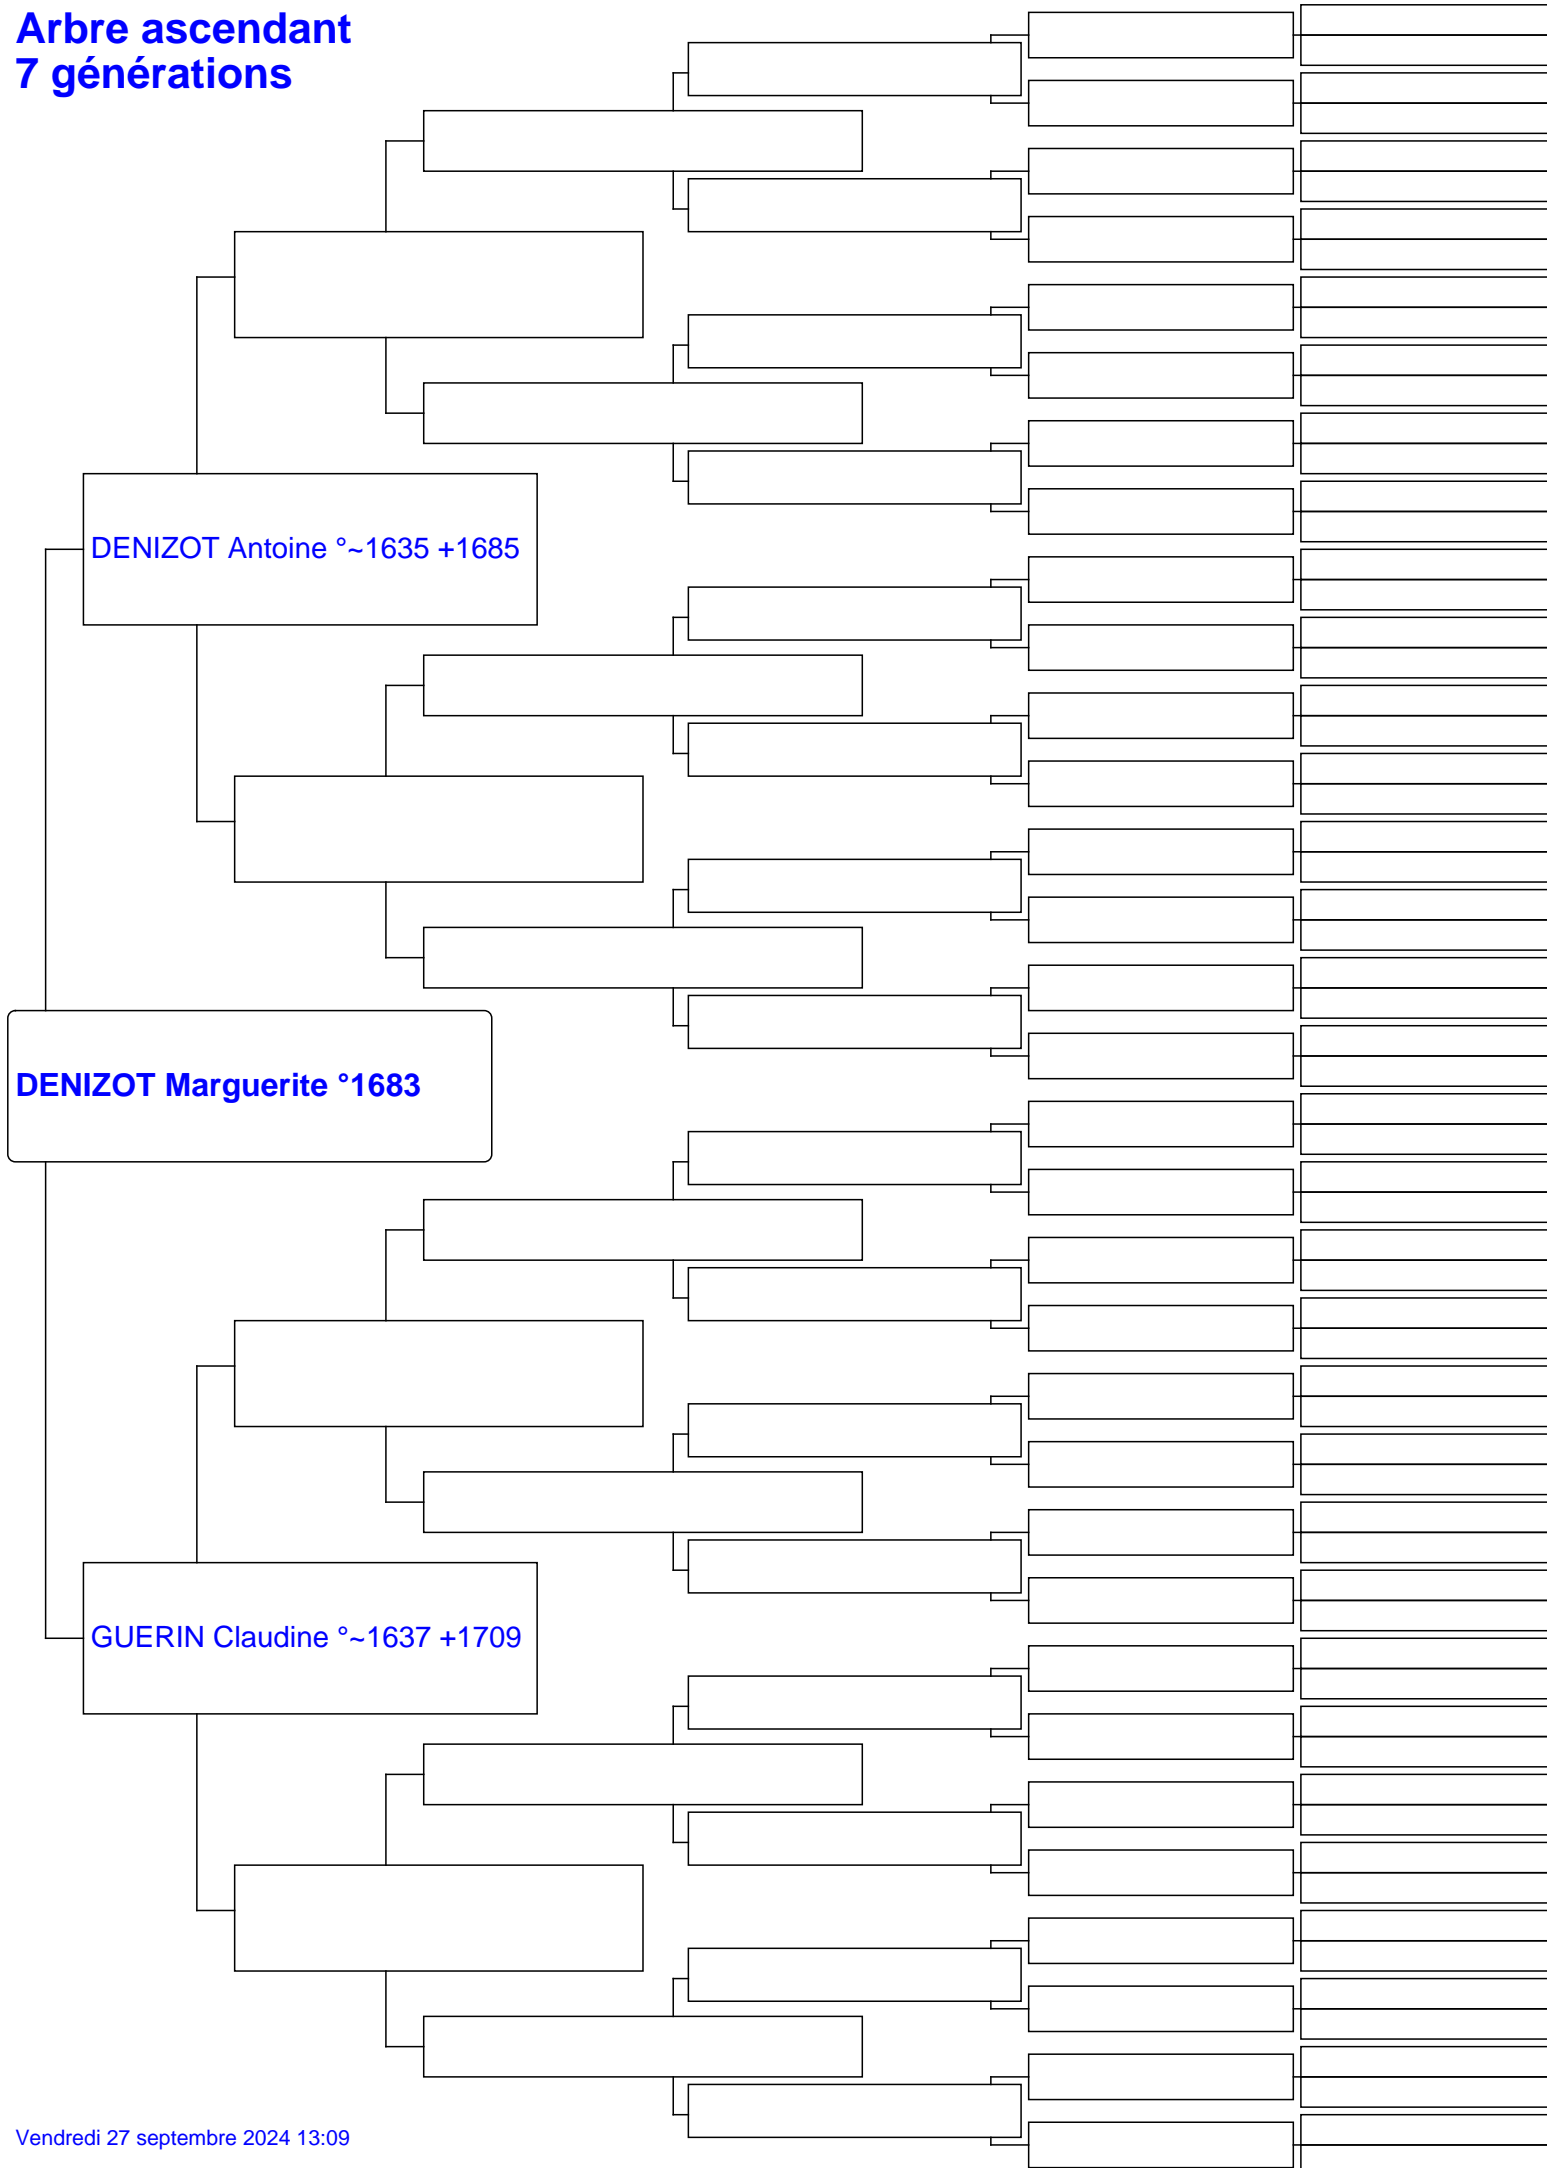 Arbre ascendant
7 générations
DENIZOT Antoine °~1635 +1685
DENIZOT Marguerite °1683
GUERIN Claudine °~1637 +1709
Vendredi 27 septembre 2024 13:09